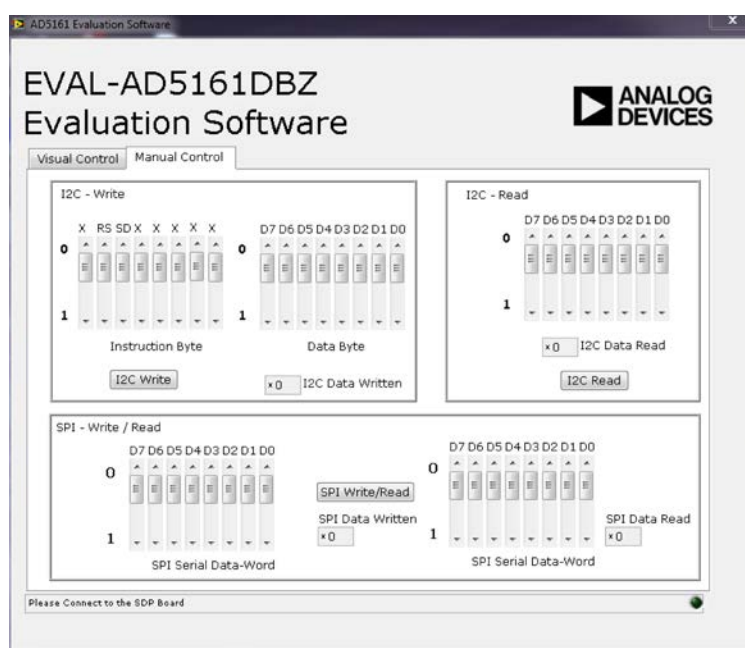 AD5161 Evaluation Software
x
EVAL-AD5161DBZ
Evaluation Software
ANALOG
DEVICES
Visual Control
Manual Control
I2C - Write
X RS SD X X X X X
0
1
Instruction Byte
I2C Write
D7 D6 D5 D4 D3 D2 D1 D0
0
1
Data Byte
x 0
I2C Data Written
I2C - Read
D7 D6 D5 D4 D3 D2 D1 D0
0
1
x 0
I2C Data Read
I2C Read
SPI - Write / Read
D7 D6 D5 D4 D3 D2 D1 D0
0
1
SPI Serial Data-Word
SPI Write/Read
SPI Data Written
x 0
D7 D6 D5 D4 D3 D2 D1 D0
0
1
SPI Serial Data-Word
SPI Data Read
x 0
Please Connect to the SDP Board